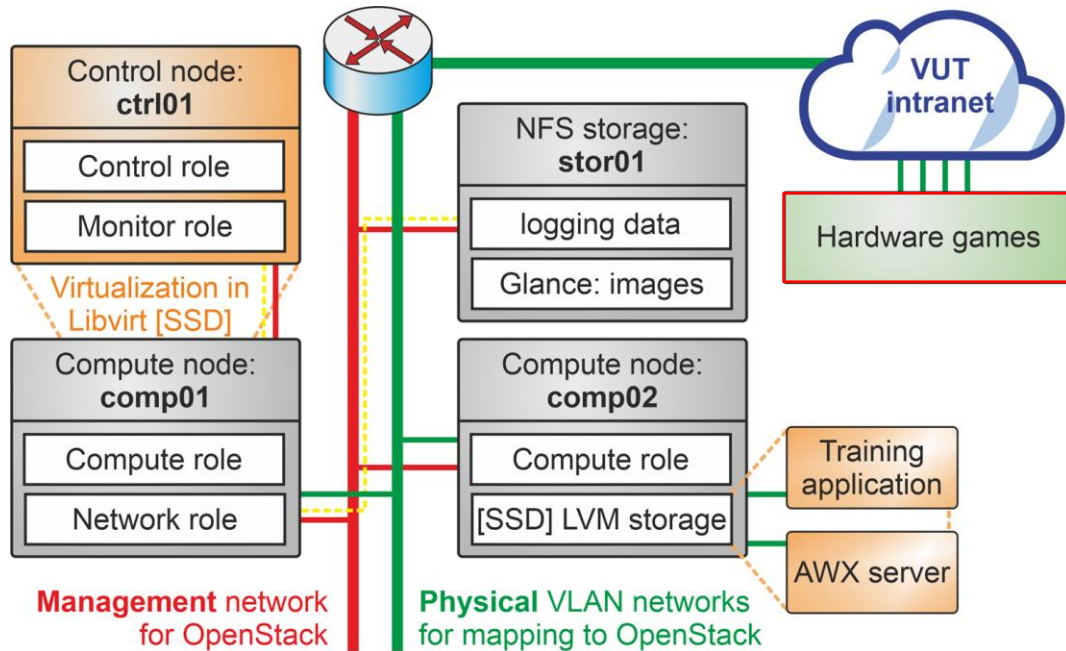 Control node:
ctrl01
Control role
Monitor role
Virtualization in
Libvirt [SSD]
Compute node:
comp01
Compute role
Network role
Management network
for OpenStack
NFS storage:
stor01
logging data
Glance: images
Compute node:
comp02
Compute role
[SSD] LVM storage
Physical VLAN networks
for mapping to OpenStack
VUT
intranet
Hardware games
Training
application
AWX server